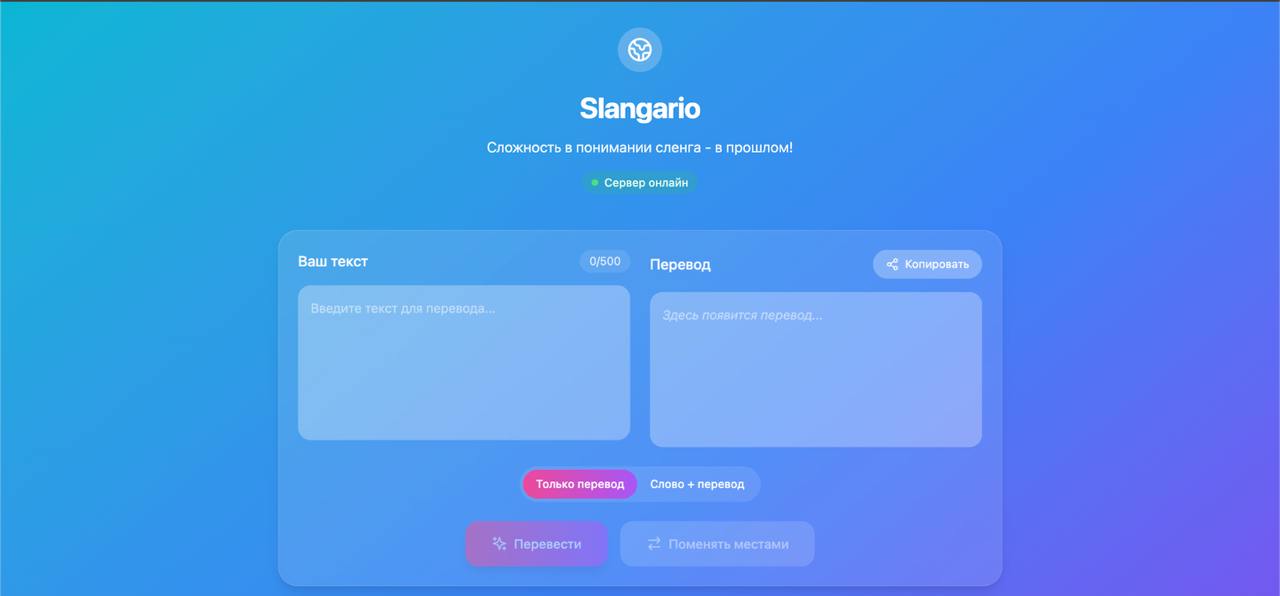 Slangario
Сложность в понимании сленга - в прошлом!
Сервер онлайн
Ваш текст
0/500
Введите текст для перевода...
Перевод
Копировать
Здесь появится перевод...
Только перевод
Слово + перевод
Перевести
Поменять местами